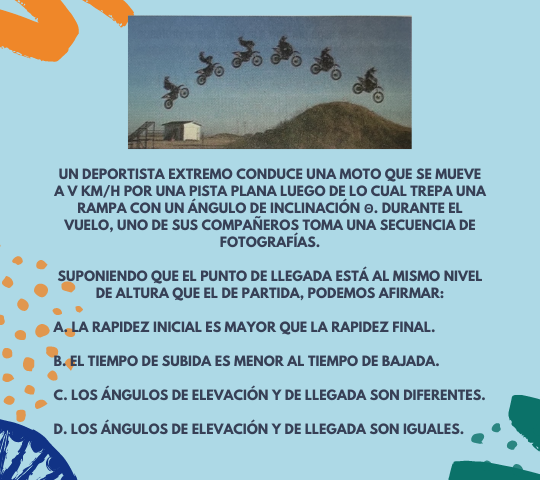 UN DEPORTISTA EXTREMO CONDUCE UNA MOTO QUE SE MUEVE
A V KM/H POR UNA PISTA PLANA LUEGO DE LO CUAL TREPA UNA
RAMPA CON UN ÁNGULO DE INCLINACIÓN Θ. DURANTE EL
VUELO, UNO DE SUS COMPAÑEROS TOMA UNA SECUENCIA DE
FOTOGRAFÍAS.
SUPONIENDO QUE EL PUNTO DE LLEGADA ESTÁ AL MISMO NIVEL
DE ALTURA QUE EL DE PARTIDA, PODEMOS AFIRMAR:
A. LA RAPIDEZ INICIAL ES MAYOR QUE LA RAPIDEZ FINAL.
B. EL TIEMPO DE SUBIDA ES MENOR AL TIEMPO DE BAJADA.
C. LOS ÁNGULOS DE ELEVACIÓN Y DE LLEGADA SON DIFERENTES.
D. LOS ÁNGULOS DE ELEVACIÓN Y DE LLEGADA SON IGUALES.